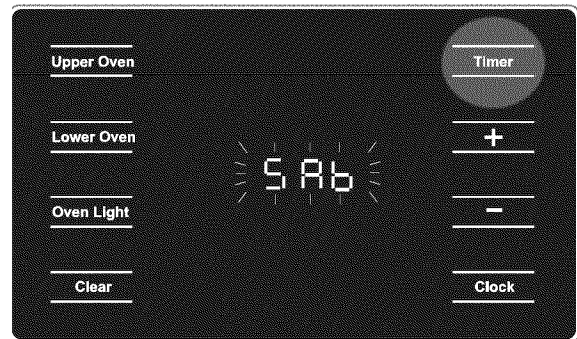 Upper Oven
Timer
Lower Oven
+
SAb
Oven Light
-
Clear
Clock